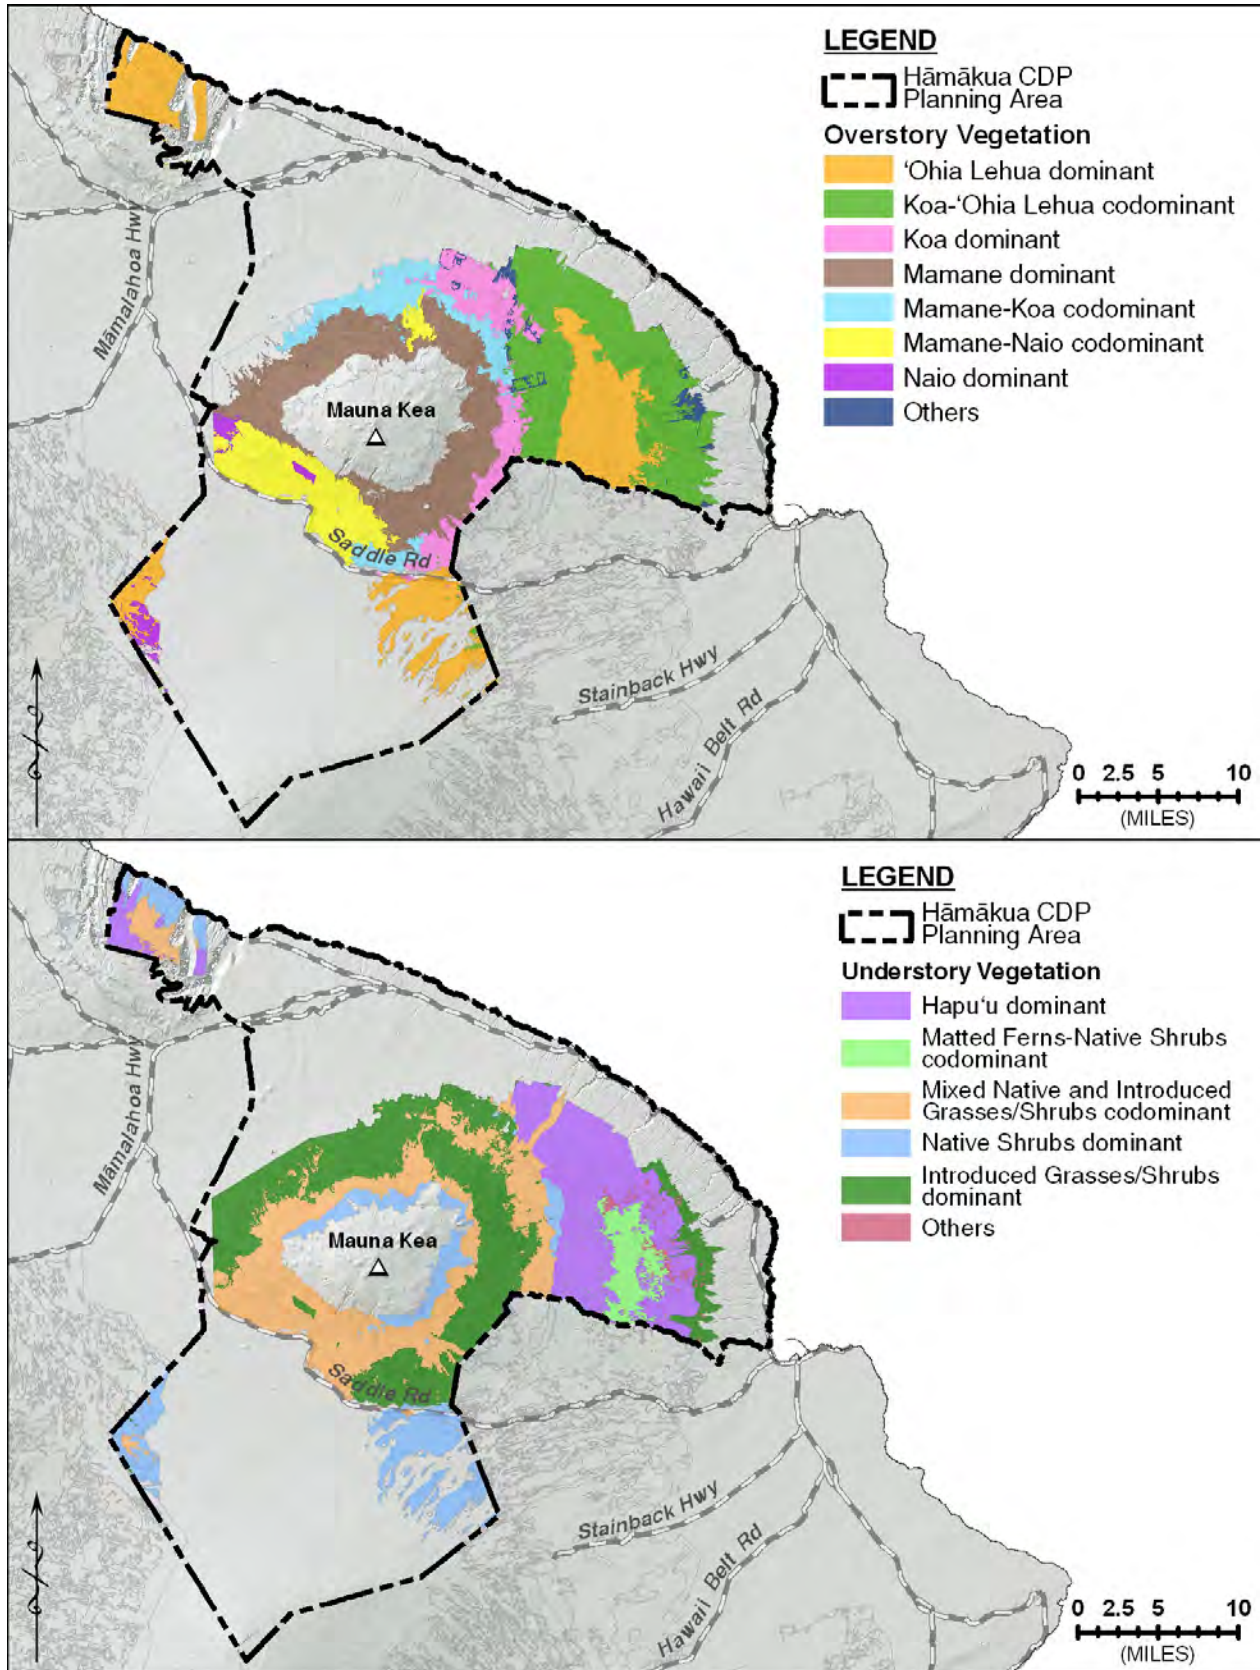 LEGEND
Hāmākua CDP
Planning Area
Overstory Vegetation
‘Ohia Lehua dominant
Koa-‘Ohia Lehua codominant
Koa dominant
Mamane dominant
Mamane-Koa codominant
Mamane-Naio codominant
Naio dominant
Others
Māmalahoa Hwy
Mauna Kea
Saddle Rd
Stainback Hwy
Hawaii Belt Rd
0 2.5 5 10
(MILES)
LEGEND
Hāmākua CDP
Planning Area
Understory Vegetation
Hapu‘u dominant
Matted Ferns-Native Shrubs
codominant
Mixed Native and Introduced
Grasses/Shrubs codominant
Native Shrubs dominant
Introduced Grasses/Shrubs
dominant
Others
Māmalahoa Hwy
Mauna Kea
Saddle Rd
Stainback Hwy
Hawaii Belt Rd
0 2.5 5 10
(MILES)